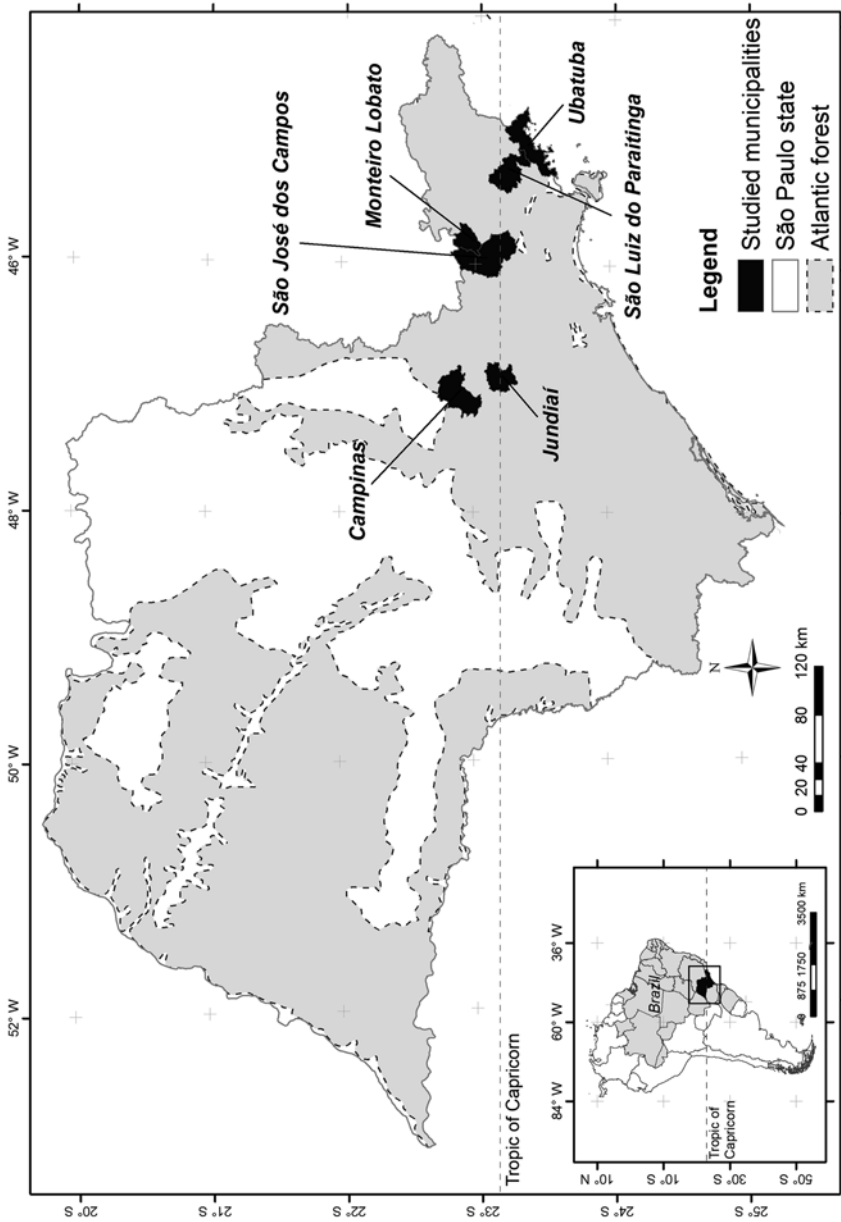 52° W
50° W
48° W
46° W
20° S
21° S
22° S
23° S
24° S
25° S
São José dos Campos
Monteiro Lobato
Ubatuba
São Luiz do Paraitinga
Campinas
Jundiaí
Tropic of Capricorn
Legend
Studied municipalities
São Paulo state
Atlantic forest
N
0 20 40 80 120 km
84° W
60° W
36° W
10° N
10° S
30° S
50° S
Brazil
Tropic of
Capricorn
0 875 1750 3500 km